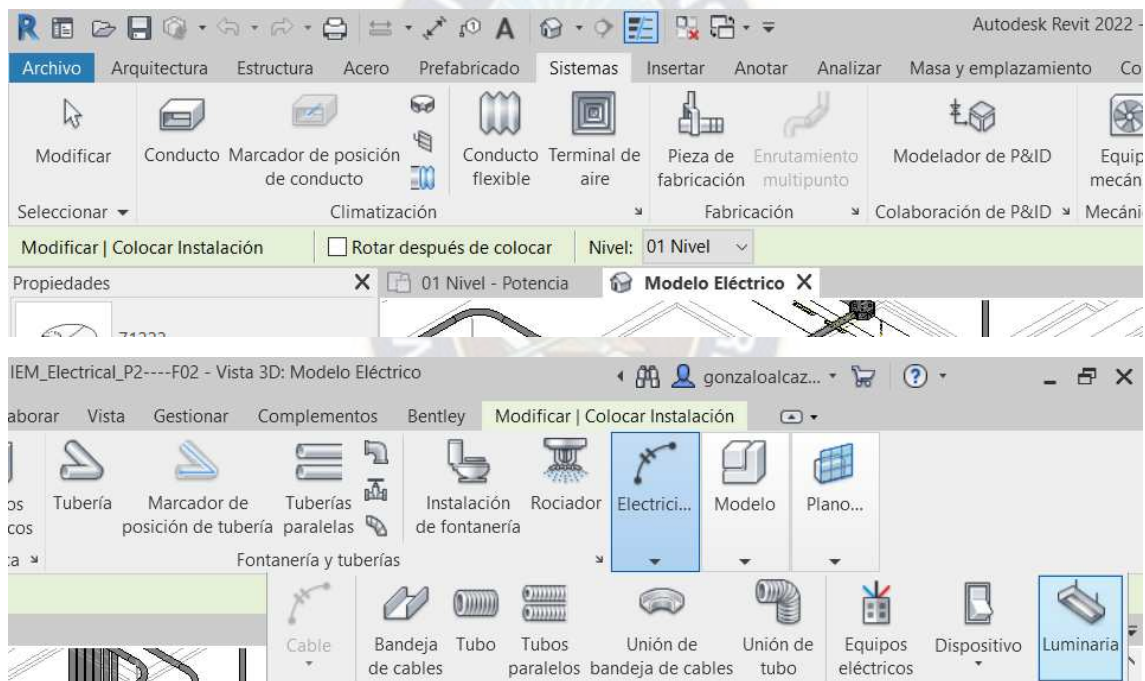 Autodesk Revit 2022 -
Archivo Arquitectura Estructura Acero Prefabricado Sistemas Insertar Anotar Analizar Masa y emplazamiento Co
Modificar Conducto Marcador de posición de conducto Conducto flexible Terminal de aire Pieza de fabricación Enrutamiento multipunto Modelador de P&ID Equip mecán
Seleccionar Climatización Fabricación Colaboración de P&ID Mecáni
Modificar | Colocar Instalación Rotar después de colocar Nivel: 01 Nivel
Propiedades 01 Nivel - Potencia Modelo Eléctrico
IEM_Electrical_P2----F02 - Vista 3D: Modelo Eléctrico gonzaloalcaz...
aborar Vista Gestionar Complementos Bentley Modificar | Colocar Instalación
os cos Tubería Marcador de posición de tubería Tuberías paralelas Instalación de fontanería Rociador Electrici... Modelo Plano...
ca Fontanería y tuberías
Cable Bandeja de cables Tubo Tubos paralelos Unión de bandeja de cables Unión de tubo Equipos eléctricos Dispositivo Luminaria